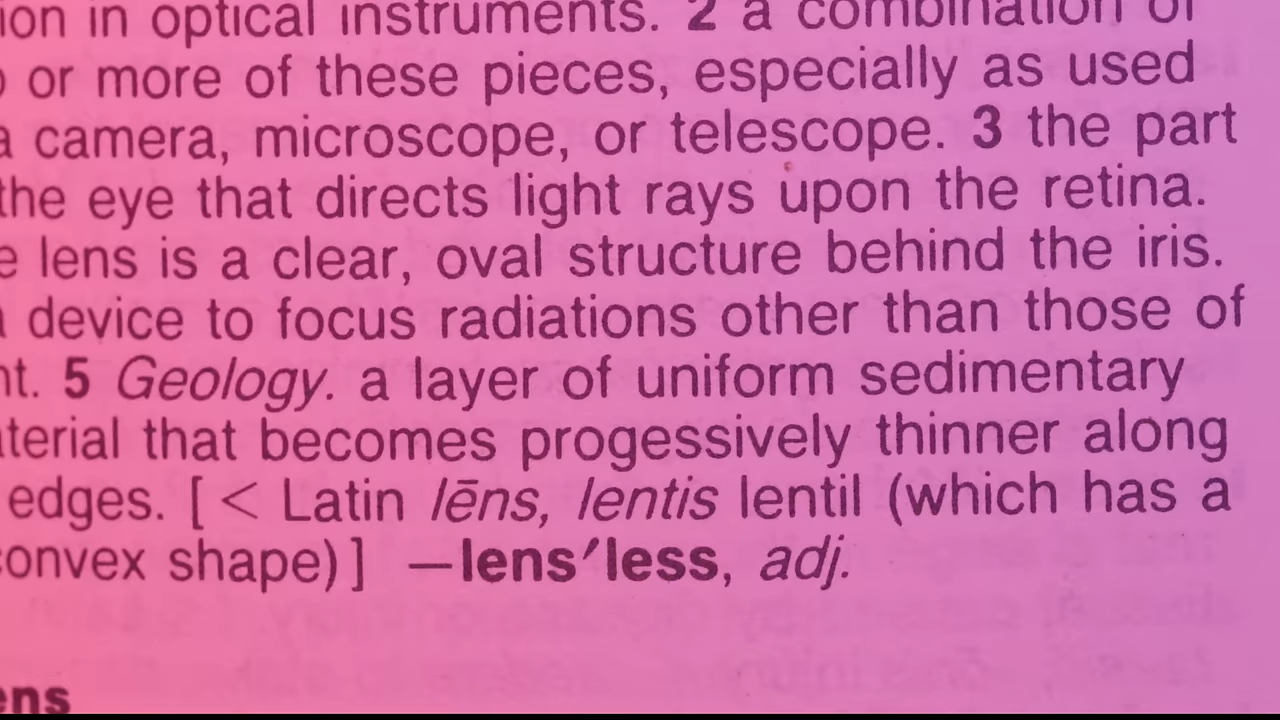 ion in optical instruments. 2 a combination of
o or more of these pieces, especially as used
a camera, microscope, or telescope. 3 the part
the eye that directs light rays upon the retina.
e lens is a clear, oval structure behind the iris.
a device to focus radiations other than those of
ht. 5 Geology. a layer of uniform sedimentary
aterial that becomes progessively thinner along
edges. [ < Latin lēns, lentis lentil (which has a
convex shape) ] —lens′less, adj.
ens